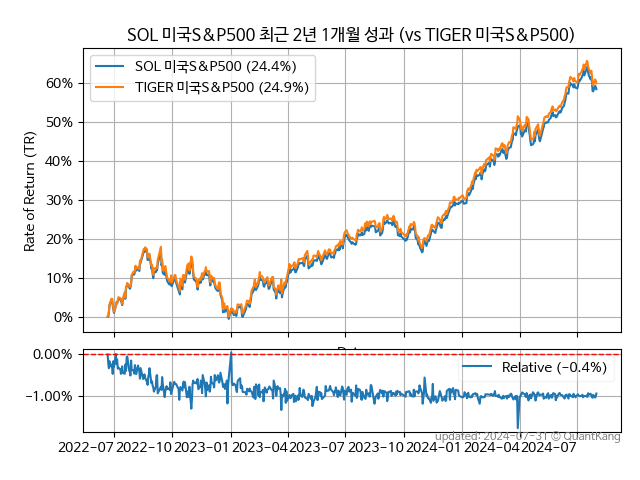 SOL 미국S&P500 최근 2년 1개월 성과 (vs TIGER 미국S&P500)
SOL 미국S&P500 (24.4%)
TIGER 미국S&P500 (24.9%)
Rate of Return (TR)
60%
50%
40%
30%
20%
10%
0%
0.00%
−1.00%
Relative (−0.4%)
updated: 2024-07-31 © QuantKang
2022-07 2022-10 2023-01 2023-04 2023-07 2023-10 2024-01 2024-04 2024-07